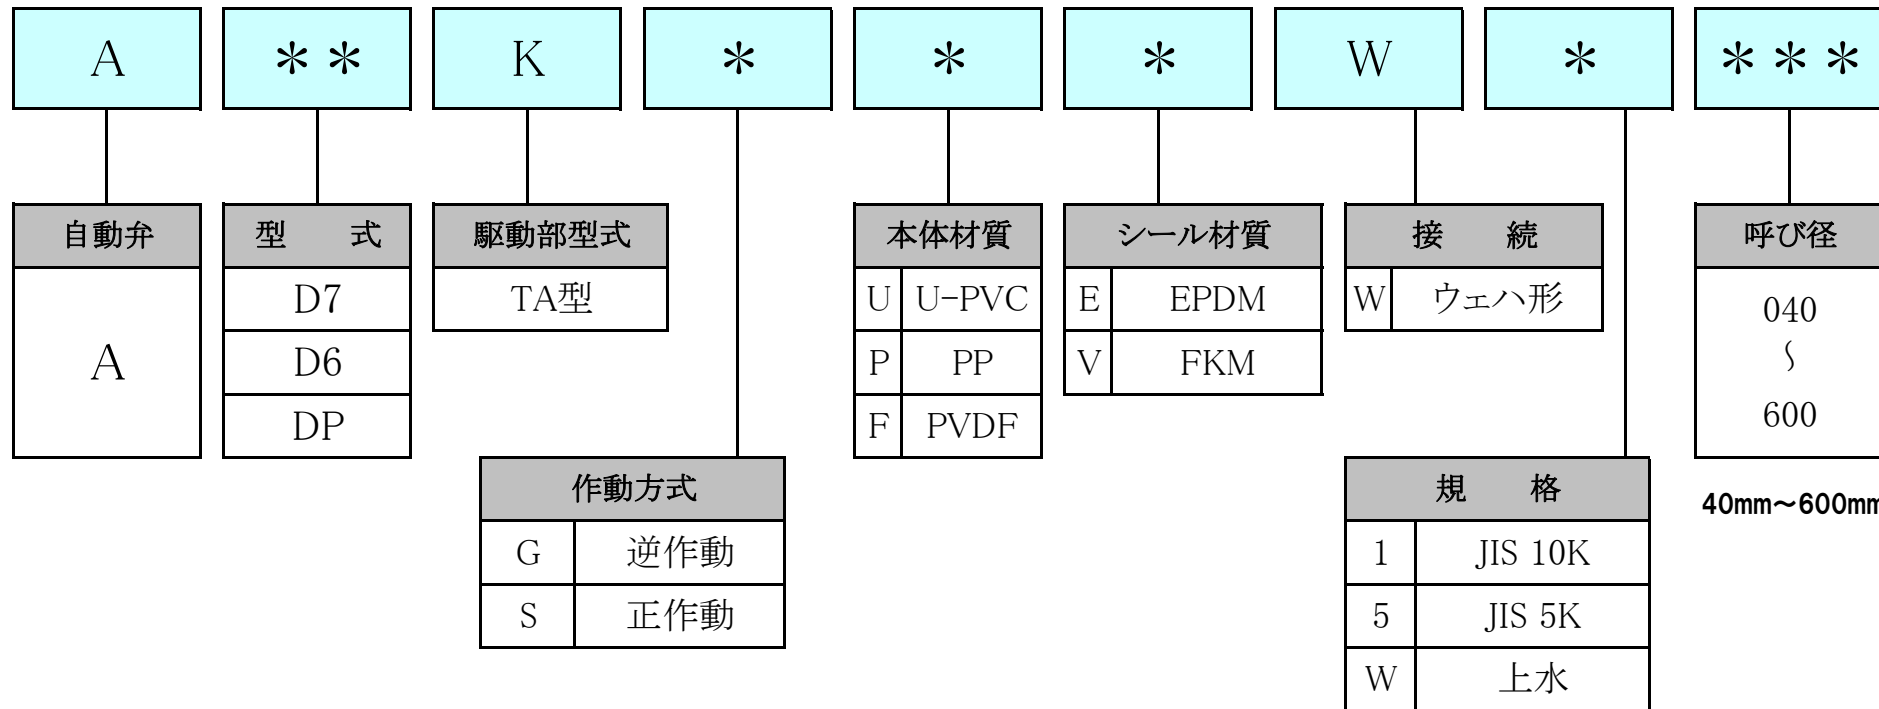 A ** K * * * W * ***
自動弁 型 式 駆動部型式 本体材質 シール材質 接 続 呼び径
A
D7
D6
DP
TA型
U U-PVC
P PP
F PVDF
E EPDM
V FKM
W ウェハ形
040
~
600
40mm~600mm
作動方式
G 逆作動
S 正作動
規 格
1 JIS 10K
5 JIS 5K
W 上水